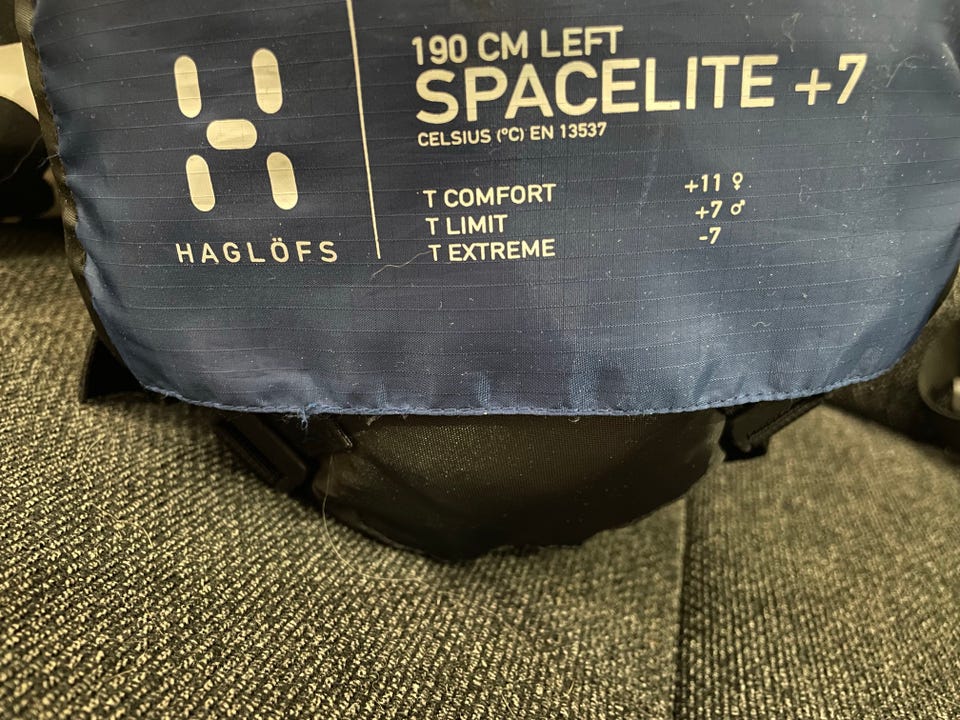 190 CM LEFT
SPACELITE +7
CELSIUS (°C) EN 13537
T COMFORT +11 ♀
T LIMIT +7 ♂
T EXTREME -7
HAGLÖFS